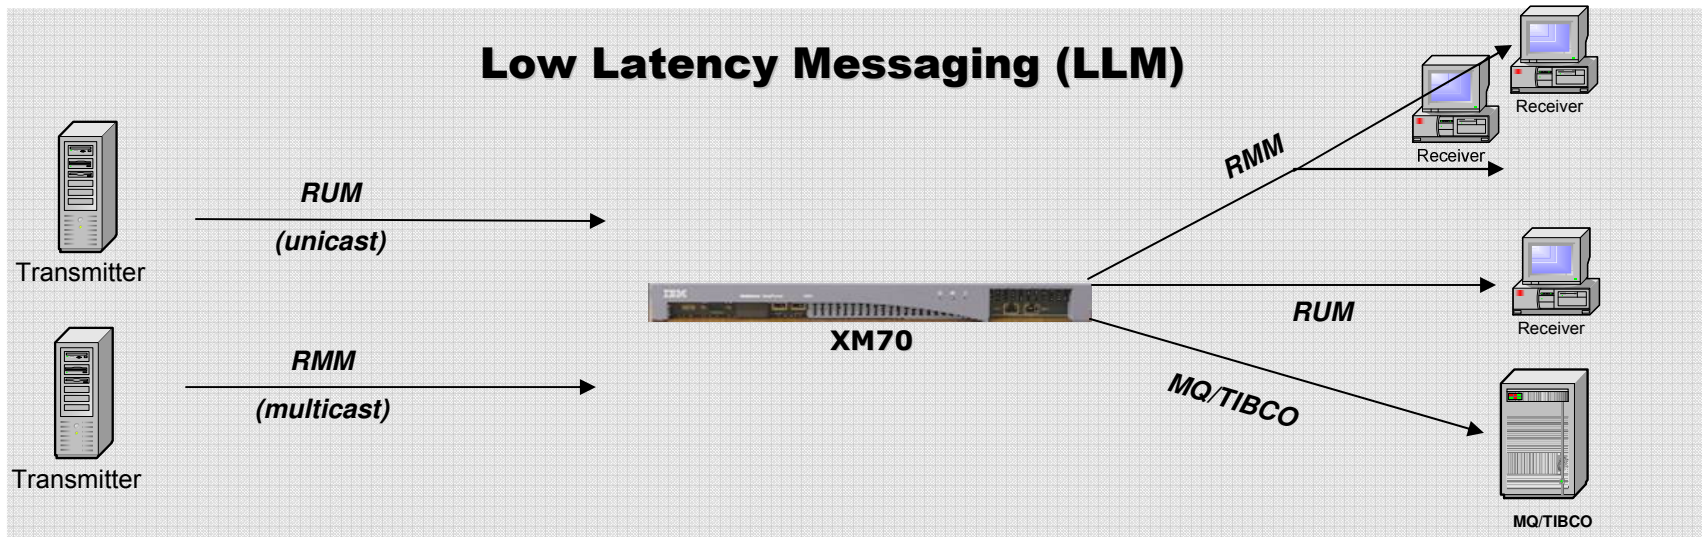 Low Latency Messaging (LLM)
Receiver
Receiver
RMM
RUM
(unicast)
Transmitter
IBM
XM70
RUM
Receiver
RMM
(multicast)
Transmitter
MQ/TIBCO
MQ/TIBCO